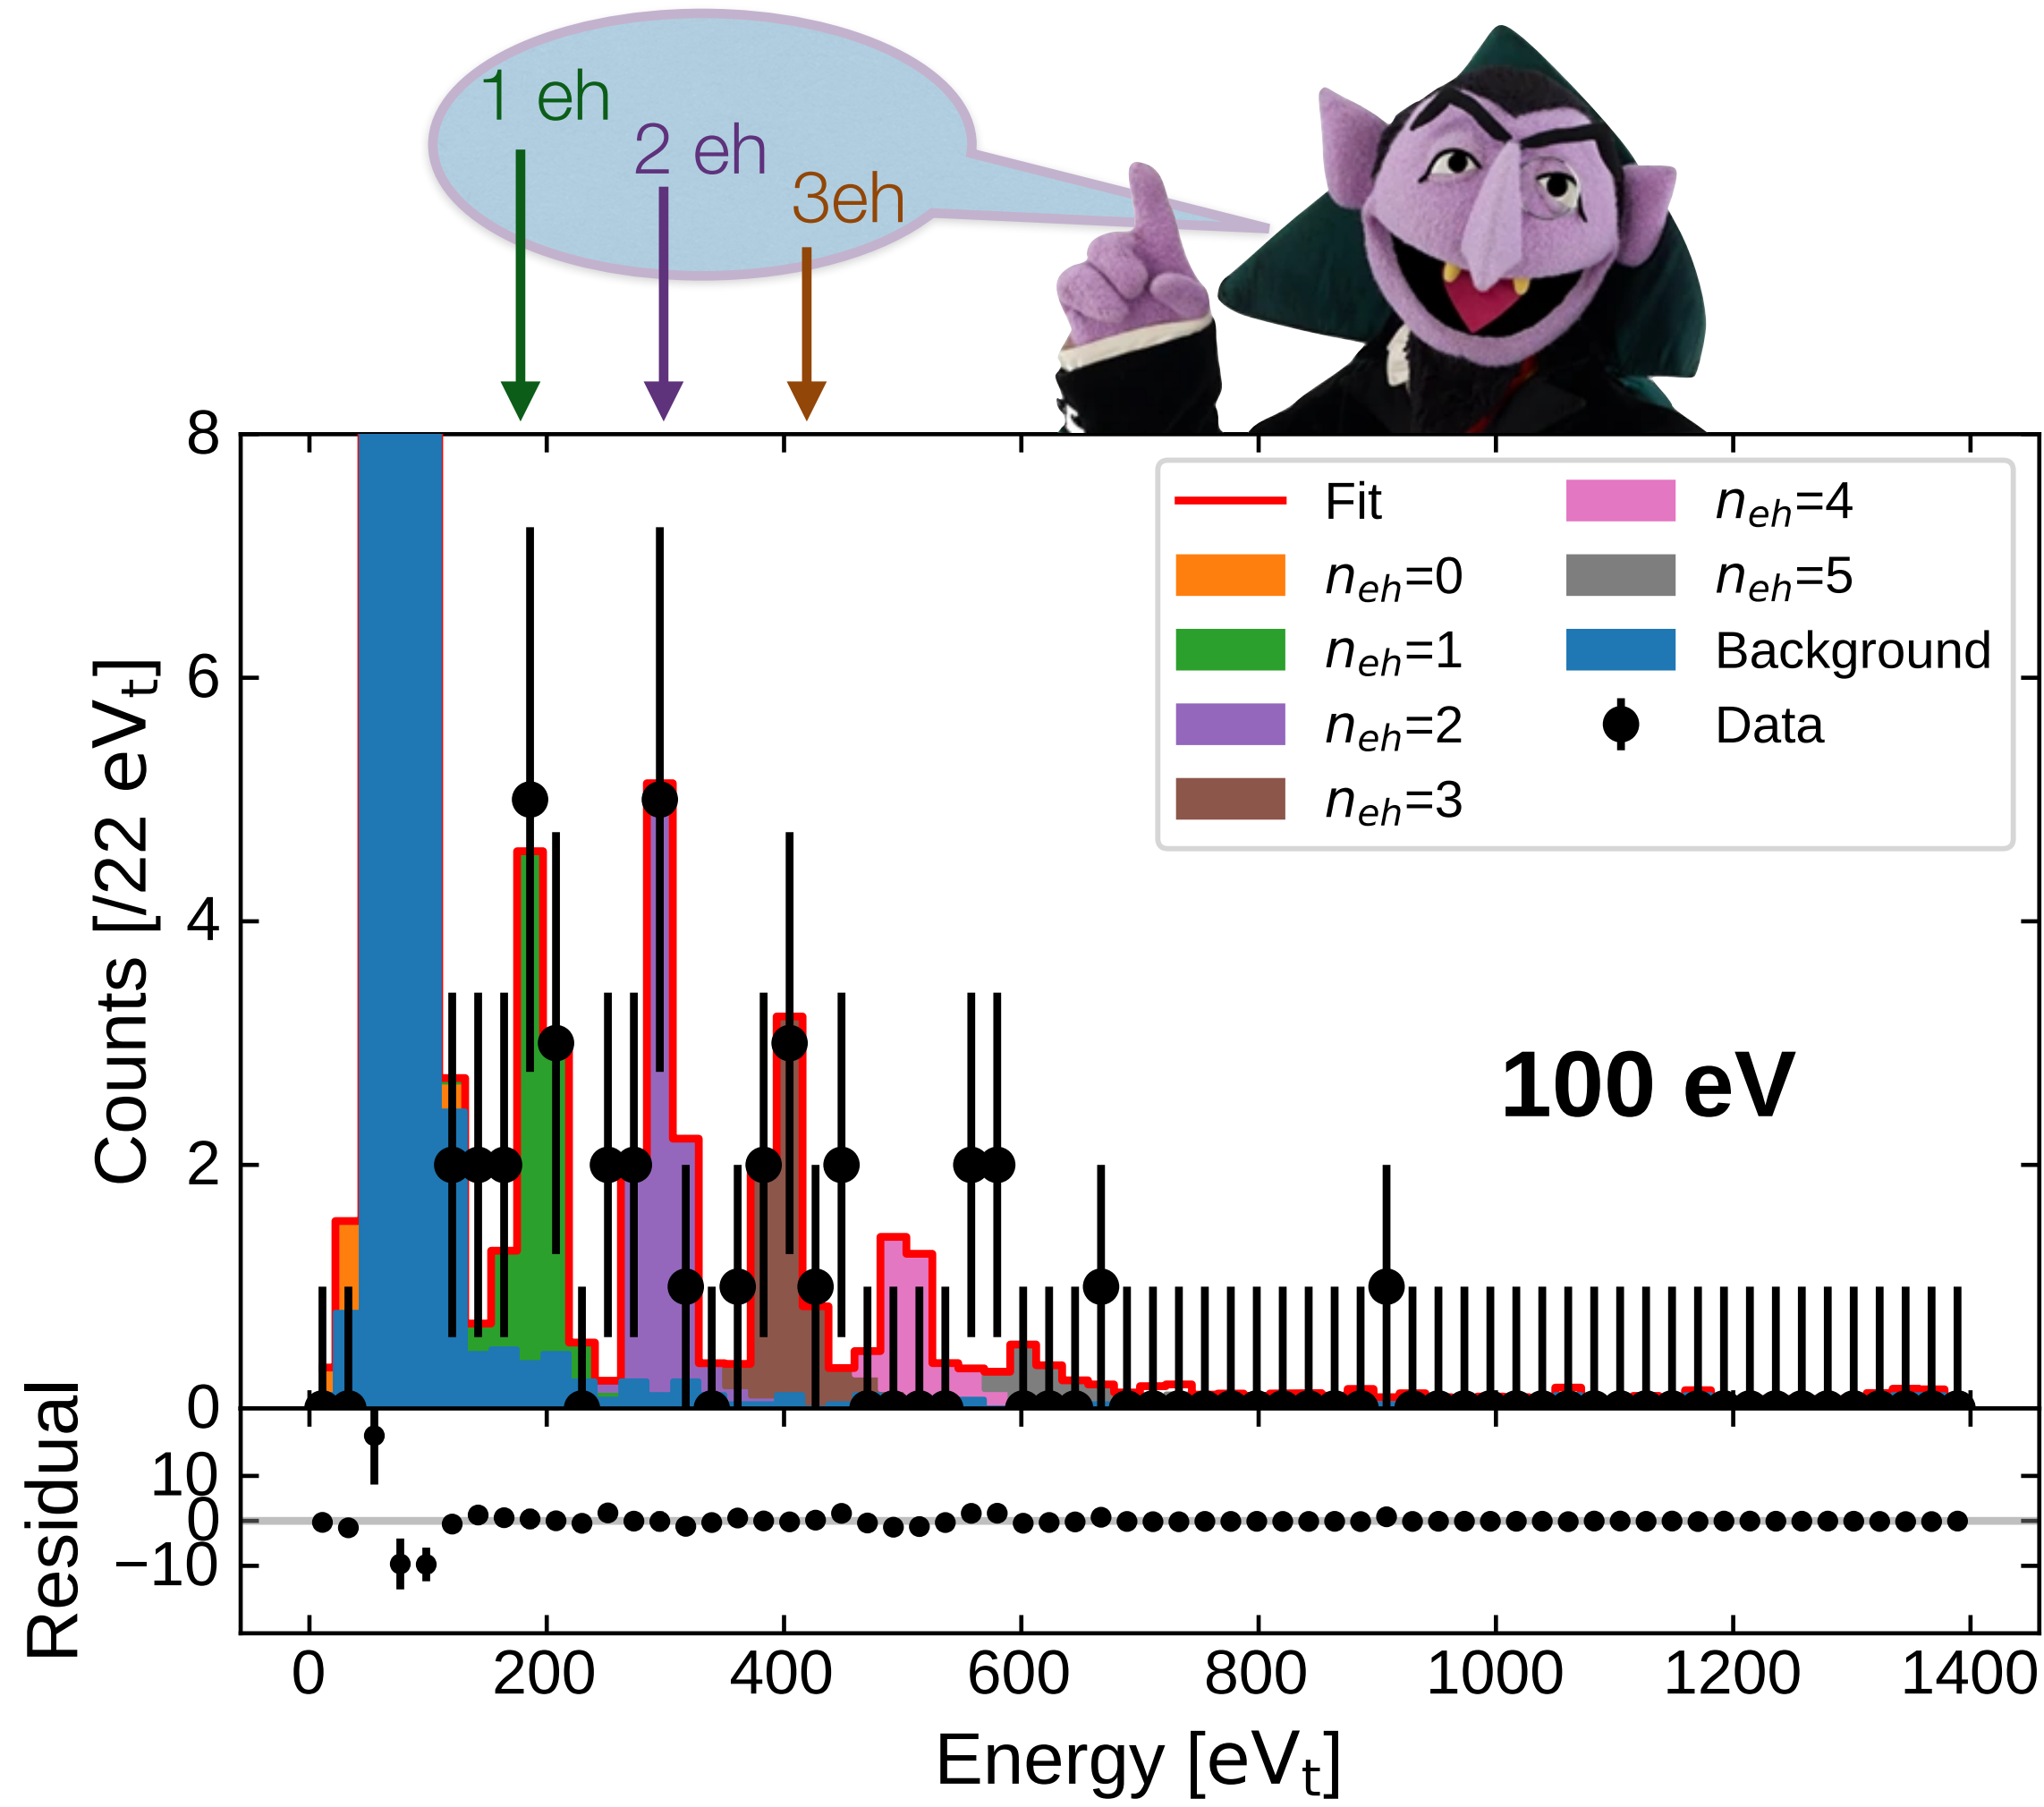 1 eh
2 eh
3eh
8
6
4
2
0
Counts [/22 eVt]
Fit
neh=0
neh=1
neh=2
neh=3
neh=4
neh=5
Background
Data
100 eV
Residual
10
0
−10
0 200 400 600 800 1000 1200 1400
Energy [eVt]